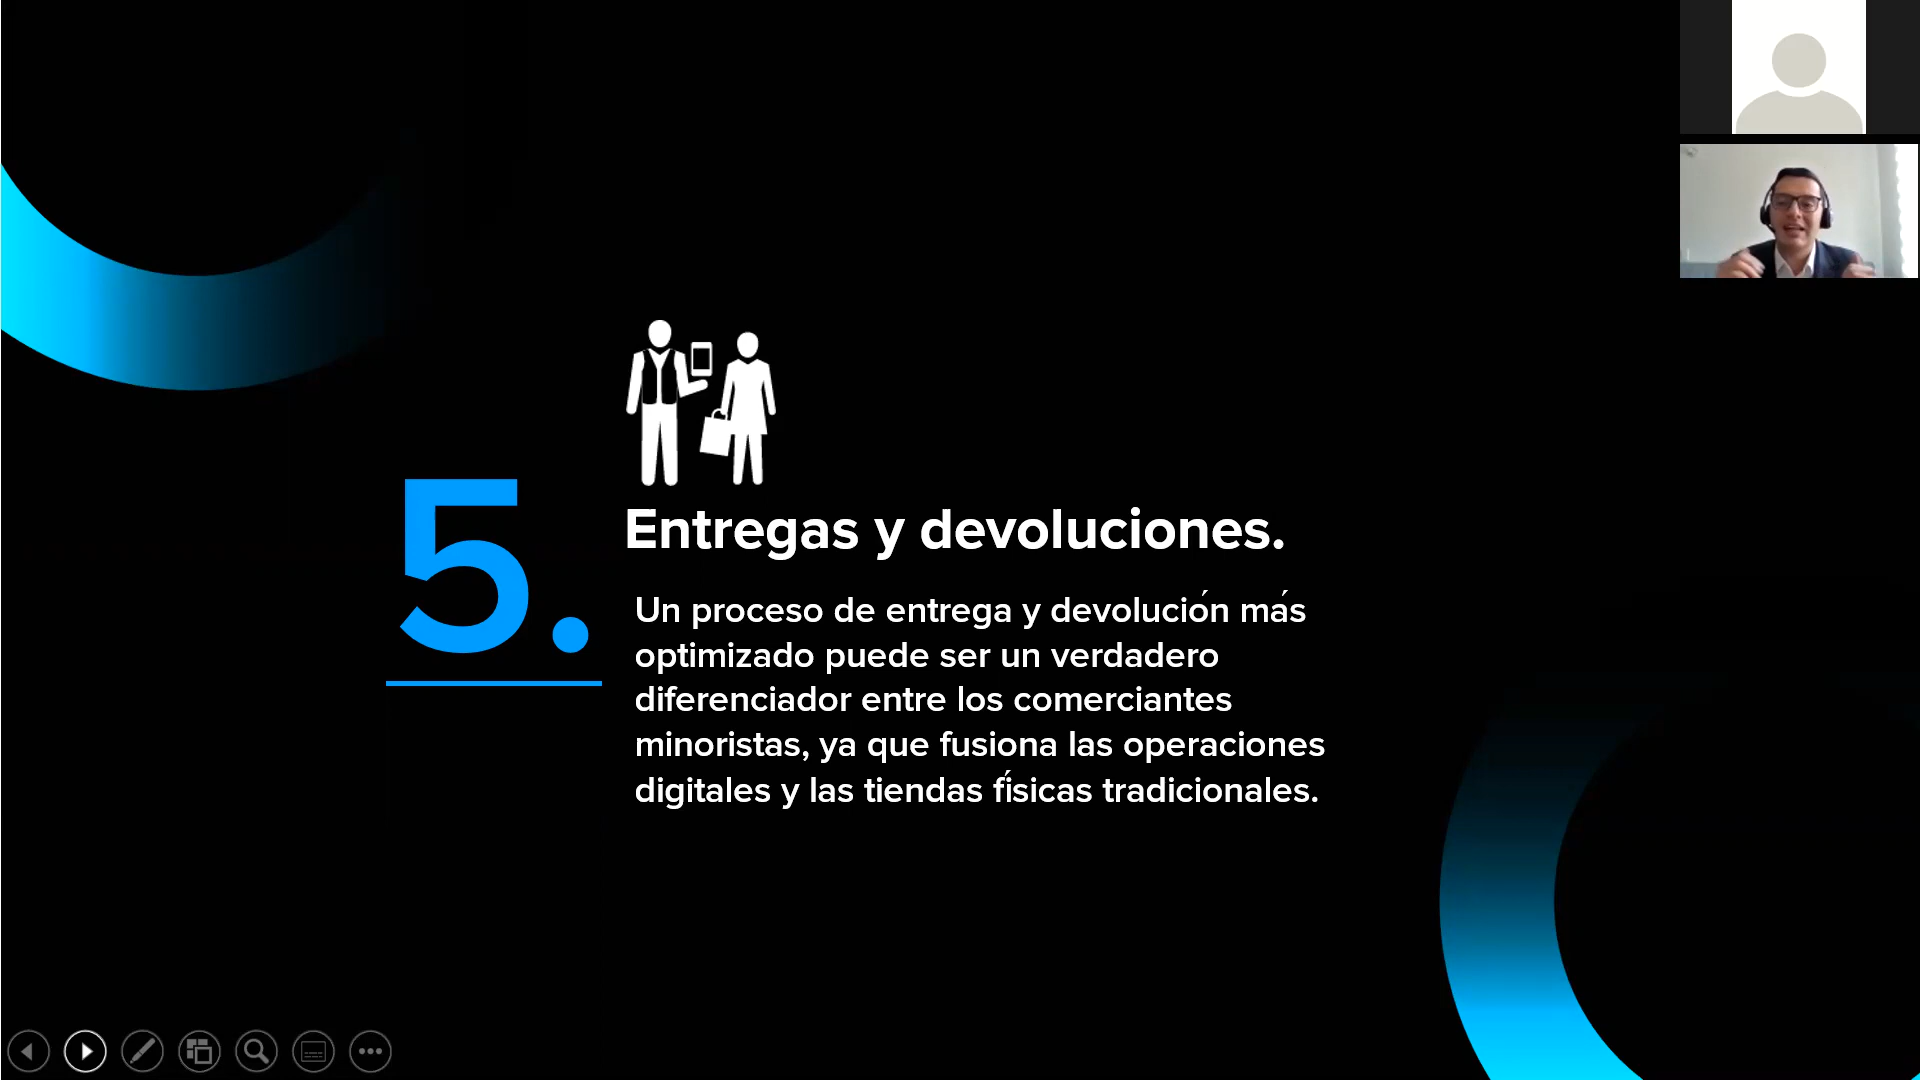 5.
Entregas y devoluciones.
Un proceso de entrega y devolución más
optimizado puede ser un verdadero
diferenciador entre los comerciantes
minoristas, ya que fusiona las operaciones
digitales y las tiendas físicas tradicionales.